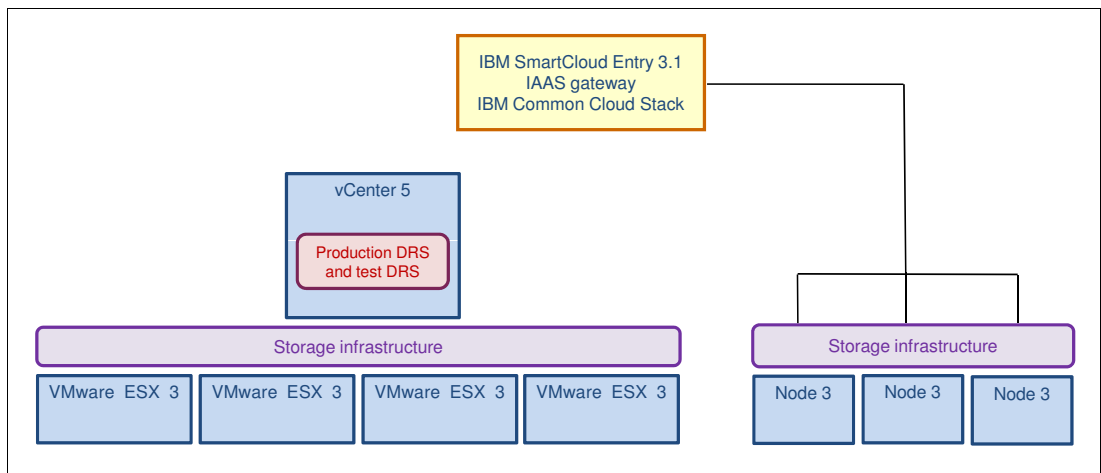 IBM SmartCloud Entry 3.1
IAAS gateway
IBM Common Cloud Stack
vCenter 5
Production DRS
and test DRS
Storage infrastructure
Storage infrastructure
VMware ESX 3
VMware ESX 3
VMware ESX 3
VMware ESX 3
Node 3
Node 3
Node 3